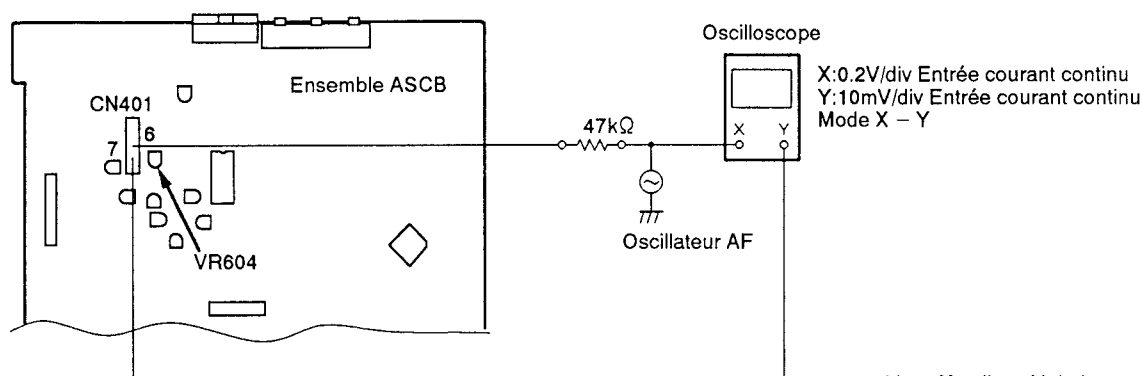 Oscilloscope
Ensemble ASCB
X:0.2V/div Entrée courant continu
Y:10mV/div Entrée courant continu
Mode X – Y
CN401
6
7
47kΩ
X Y
Oscillateur AF
VR604